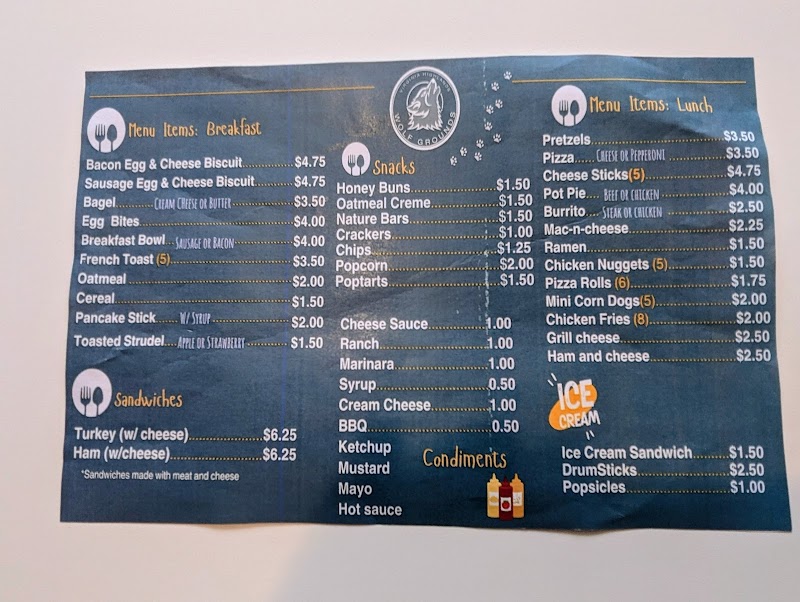 VIRGINIA HIGHLANDS
WOLF GROUNDS
Menu Items: Breakfast
Bacon Egg & Cheese Biscuit $4.75
Sausage Egg & Cheese Biscuit $4.75
Bagel CREAM CHEESE OR BUTTER $3.50
Egg Bites $4.00
Breakfast Bowl SAUSAGE OR BACON $4.00
French Toast (5) $3.50
Oatmeal $2.00
Cereal $1.50
Pancake Stick W/ SYRUP $2.00
Toasted Strudel APPLE OR STRAWBERRY $1.50
Sandwiches
Turkey (w/ cheese) $6.25
Ham (w/cheese) $6.25
*Sandwiches made with meat and cheese
Snacks
Honey Buns $1.50
Oatmeal Creme $1.50
Nature Bars $1.50
Crackers $1.00
Chips $1.25
Popcorn $2.00
Poptarts $1.50
Cheese Sauce 1.00
Ranch 1.00
Marinara 1.00
Syrup 0.50
Cream Cheese 1.00
BBQ 0.50
Ketchup
Mustard
Mayo
Hot sauce
Condiments
Menu Items: Lunch
Pretzels $3.50
Pizza CHEESE OR PEPPERONI $3.50
Cheese Sticks(5) $4.75
Pot Pie BEEF OR CHICKEN $4.00
Burrito STEAK OR CHICKEN $2.50
Mac-n-cheese $2.25
Ramen $1.50
Chicken Nuggets (5) $1.50
Pizza Rolls (6) $1.75
Mini Corn Dogs(5) $2.00
Chicken Fries (8) $2.00
Grill cheese $2.50
Ham and cheese $2.50
ICE
CREAM
Ice Cream Sandwich $1.50
DrumSticks $2.50
Popsicles $1.00